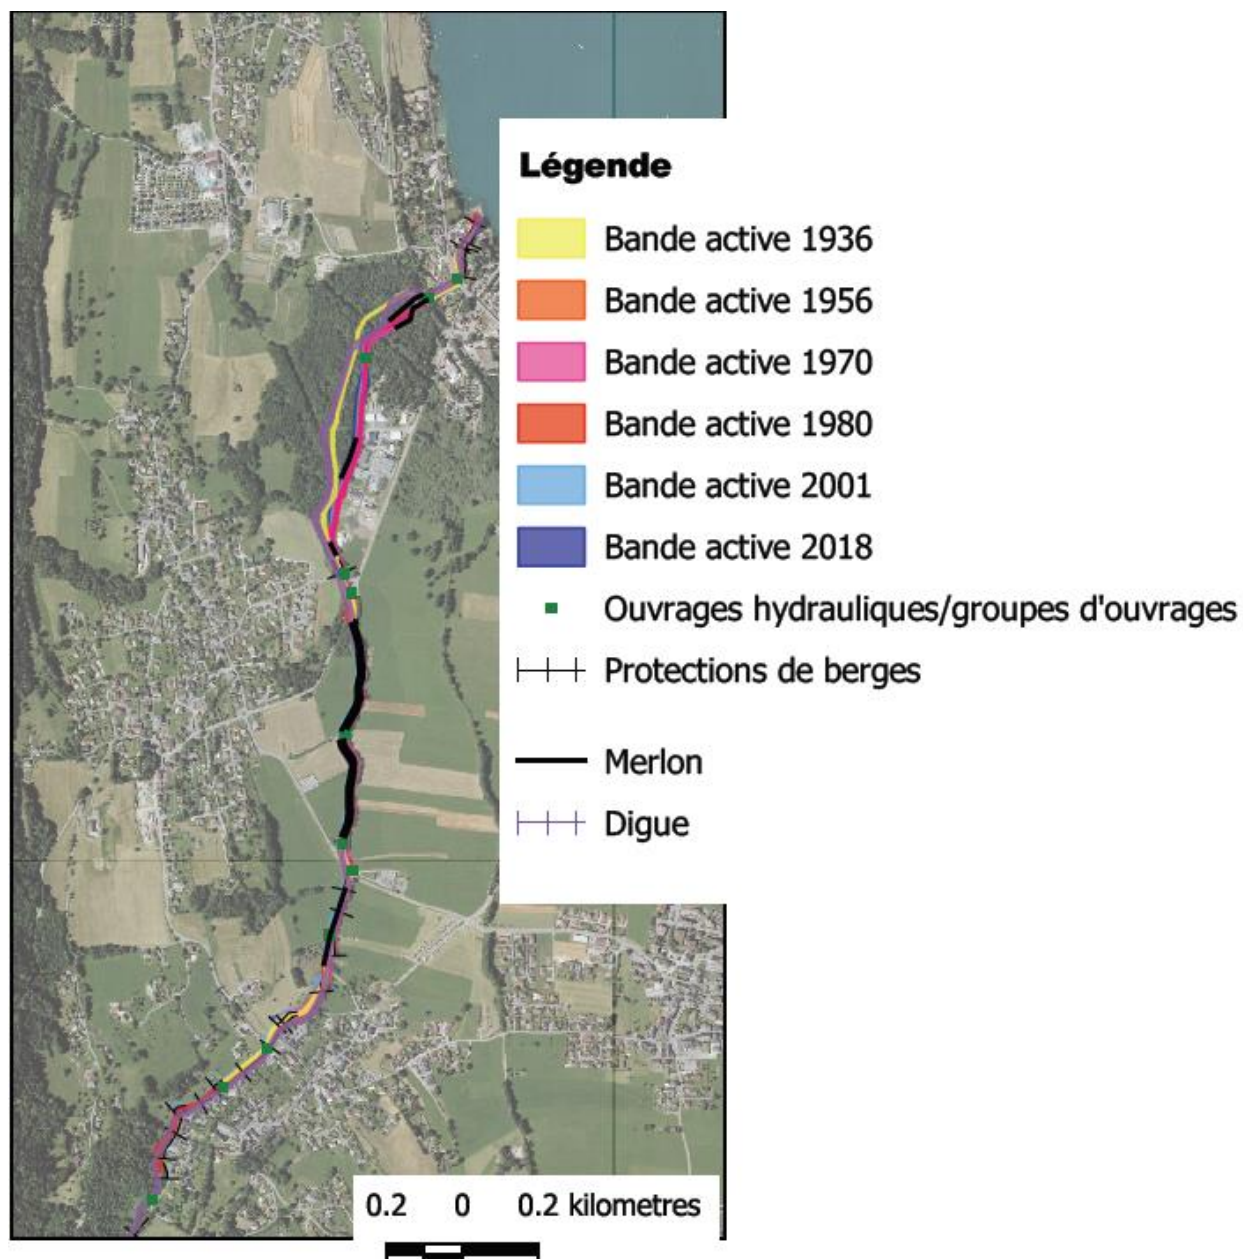 Légende
Bande active 1936
Bande active 1956
Bande active 1970
Bande active 1980
Bande active 2001
Bande active 2018
Ouvrages hydrauliques/groupes d'ouvrages
Protections de berges
Merlon
Digue
0.2 0 0.2 kilometres